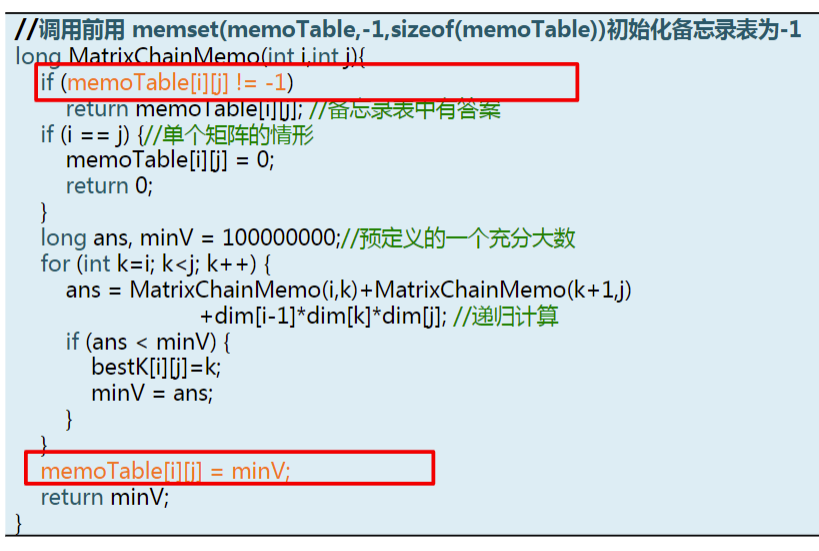 //调用前用 memset(memoTable,-1,sizeof(memoTable))初始化备忘录表为-1
long MatrixChainMemo(int i,int j){
if (memoTable[i][j] != -1)
return memoTable[i][j]; //备忘录表中有答案
if (i == j) {//单个矩阵的情形
memoTable[i][j] = 0;
return 0;
}
long ans, minV = 100000000;//预定义的一个充分大数
for (int k=i; k<j; k++) {
ans = MatrixChainMemo(i,k)+MatrixChainMemo(k+1,j)
+dim[i-1]*dim[k]*dim[j]; //递归计算
if (ans < minV) {
bestK[i][j]=k;
minV = ans;
}
}
memoTable[i][j] = minV;
return minV;
}